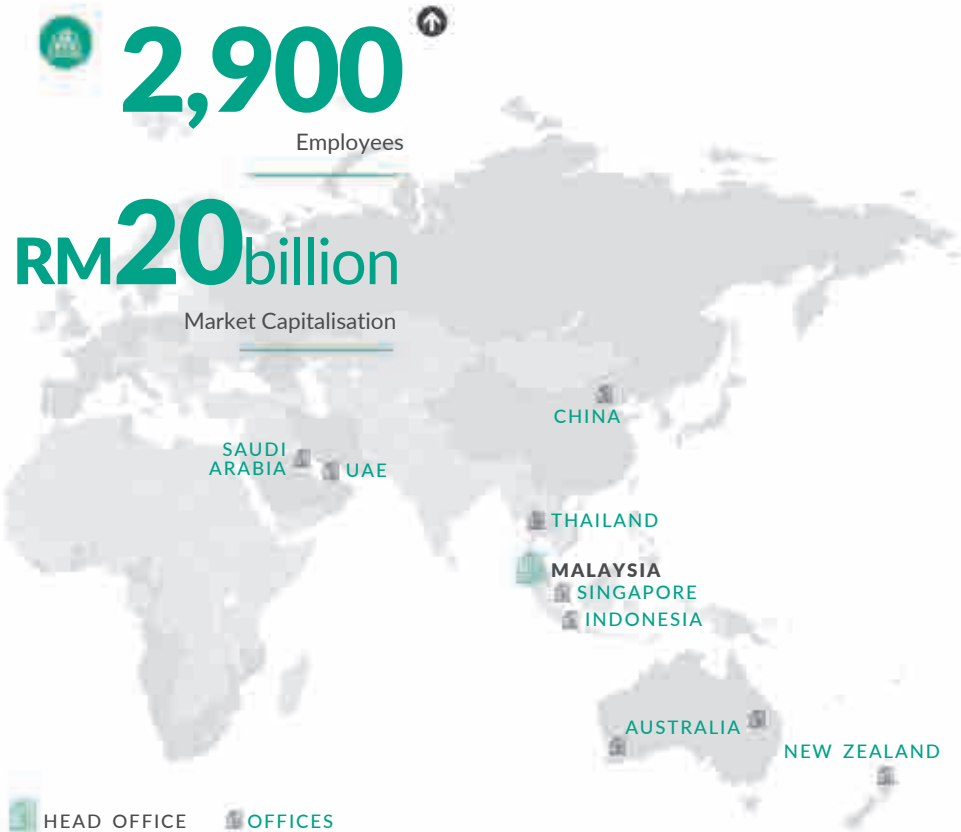 2,900
Employees
RM20billion
Market Capitalisation
CHINA
SAUDI
ARABIA
UAE
THAILAND
MALAYSIA
SINGAPORE
INDONESIA
AUSTRALIA
NEW ZEALAND
HEAD OFFICE
OFFICES